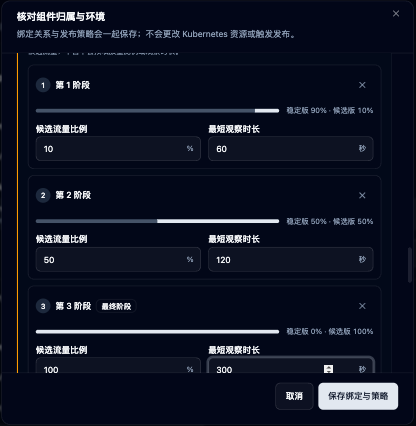 核对组件归属与环境
绑定关系与发布策略会一起保存；不会更改 Kubernetes 资源或触发发布。
1 第 1 阶段
稳定版 90% · 候选版 10%
候选流量比例 最短观察时长
10 % 60 秒
2 第 2 阶段
稳定版 50% · 候选版 50%
候选流量比例 最短观察时长
50 % 120 秒
3 第 3 阶段 最终阶段
稳定版 0% · 候选版 100%
候选流量比例 最短观察时长
100 % 300 秒
取消 保存绑定与策略